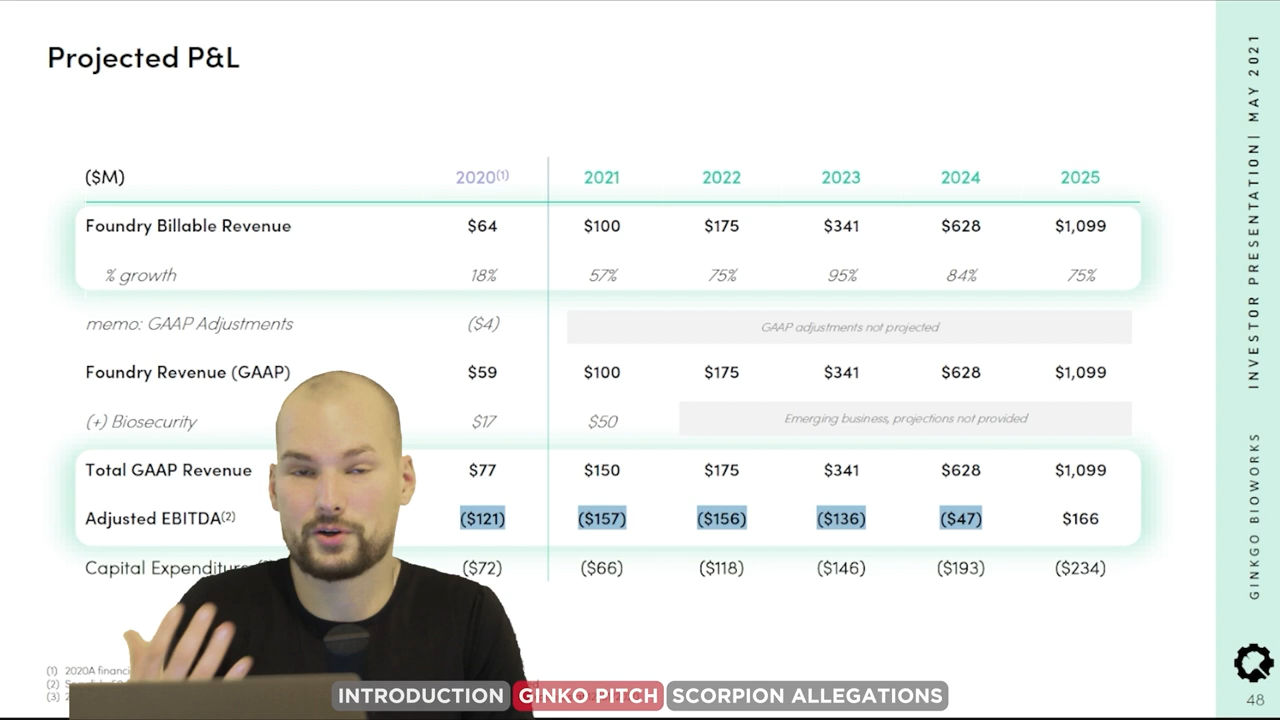 Projected P&L
($M) 2020(1) 2021 2022 2023 2024 2025
Foundry Billable Revenue $64 $100 $175 $341 $628 $1,099
% growth 18% 57% 75% 95% 84% 75%
memo: GAAP Adjustments ($4) GAAP adjustments not projected
Foundry Revenue (GAAP) $59 $100 $175 $341 $628 $1,099
(+) Biosecurity $17 $50 Emerging business, projections not provided
Total GAAP Revenue $77 $150 $175 $341 $628 $1,099
Adjusted EBITDA(2) ($121) ($157) ($156) ($136) ($47) $166
Capital Expenditure ($72) ($66) ($118) ($146) ($193) ($234)
(1) 2020A
(2)
(3)
INTRODUCTION GINKO PITCH SCORPION ALLEGATIONS
GINKGO BIOWORKS INVESTOR PRESENTATION| MAY 2021
48